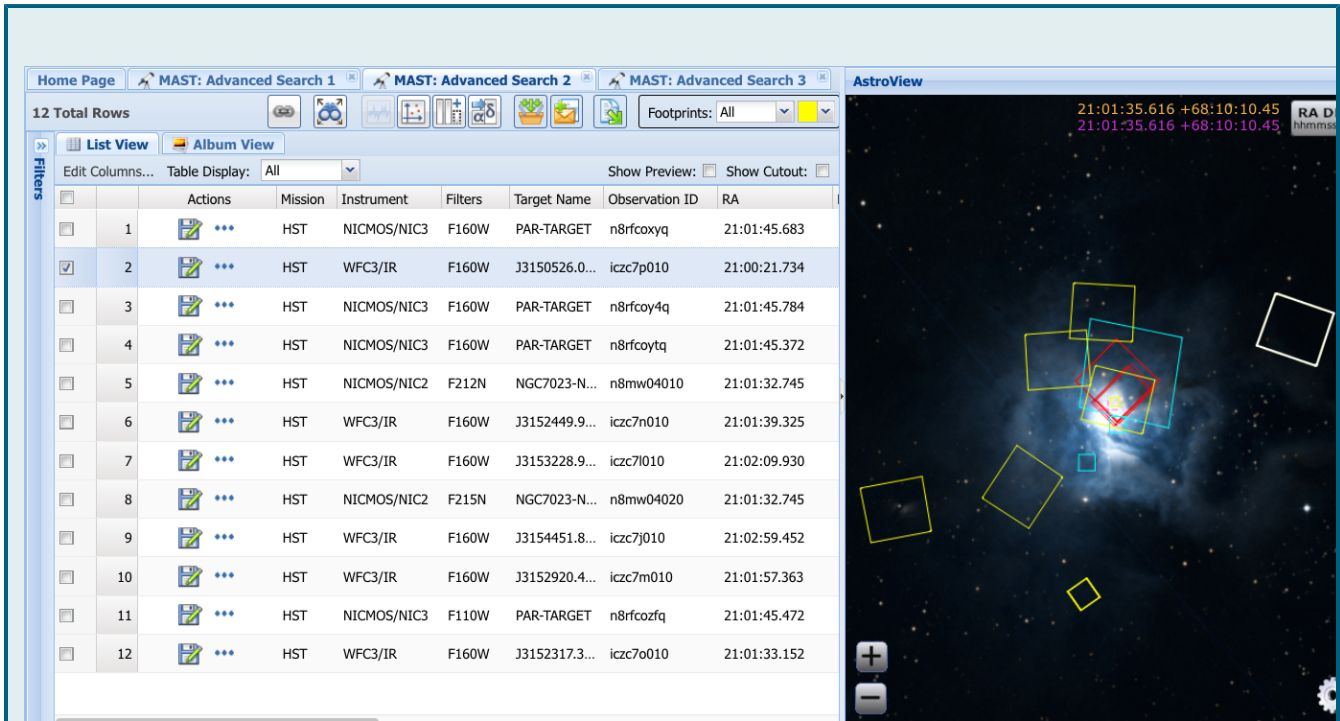 Home Page MAST: Advanced Search 1 MAST: Advanced Search 2 MAST: Advanced Search 3 AstroView
12 Total Rows Footprints: All
21:01:35.616 +68:10:10.45
21:01:35.616 +68:10:10.45
RA D
hhmmss
Filters
List View Album View
Edit Columns... Table Display: All Show Preview: Show Cutout:
Actions Mission Instrument Filters Target Name Observation ID RA
1 HST NICMOS/NIC3 F160W PAR-TARGET n8rfcoxyq 21:01:45.683
2 HST WFC3/IR F160W J3150526.0... iczc7p010 21:00:21.734
3 HST NICMOS/NIC3 F160W PAR-TARGET n8rfcoy4q 21:01:45.784
4 HST NICMOS/NIC3 F160W PAR-TARGET n8rfcoytq 21:01:45.372
5 HST NICMOS/NIC2 F212N NGC7023-N... n8mw04010 21:01:32.745
6 HST WFC3/IR F160W J3152449.9... iczc7n010 21:01:39.325
7 HST WFC3/IR F160W J3153228.9... iczc7l010 21:02:09.930
8 HST NICMOS/NIC2 F215N NGC7023-N... n8mw04020 21:01:32.745
9 HST WFC3/IR F160W J3154451.8... iczc7j010 21:02:59.452
10 HST WFC3/IR F160W J3152920.4... iczc7m010 21:01:57.363
11 HST NICMOS/NIC3 F110W PAR-TARGET n8rfcozfq 21:01:45.472
12 HST WFC3/IR F160W J3152317.3... iczc7o010 21:01:33.152